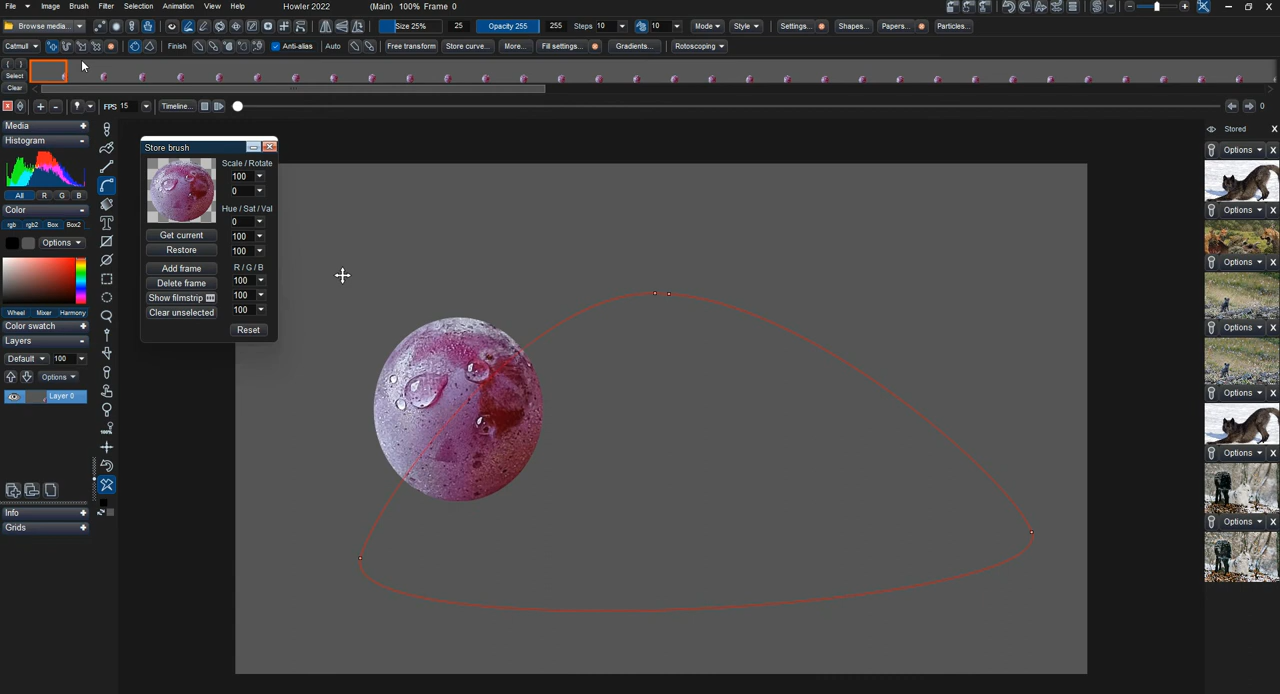 File Image Brush Filter Selection Animation View Help Howler 2022 (Main) 100% Frame 0
Browse media... Size 25% 25 Opacity 255 255 Steps 10 10 Mode Style Settings... Shapes... Papers... Particles...
Catmull Finish Anti-alias Auto Free transform Store curve... More... Fill settings... Gradients... Rotoscoping
Select
Clear
FPS 15 Timeline... 0
Media + Stored X
Histogram -
All R G B
Color -
rgb rgb2 Box Box2
Options
Wheel Mixer Harmony
Color swatch +
Layers -
Default 100
Options
Layer 0
Info +
Grids +
Store brush
Scale / Rotate
100
0
Hue / Sat / Val
0
Get current 100
Restore 100
Add frame R / G / B
Delete frame 100
Show filmstrip 100
Clear unselected 100
Reset
Options X
Options X
Options X
Options X
Options X
Options X
Options X